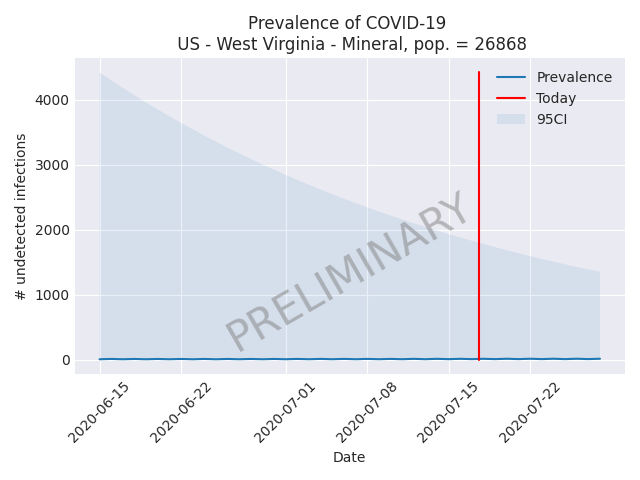 Prevalence of COVID-19
US - West Virginia - Mineral, pop. = 26868
Prevalence
Today
95CI
4000
3000
2000
1000
0
# undetected infections
PRELIMINARY
2020-06-15
2020-06-22
2020-07-01
2020-07-08
2020-07-15
2020-07-22
Date